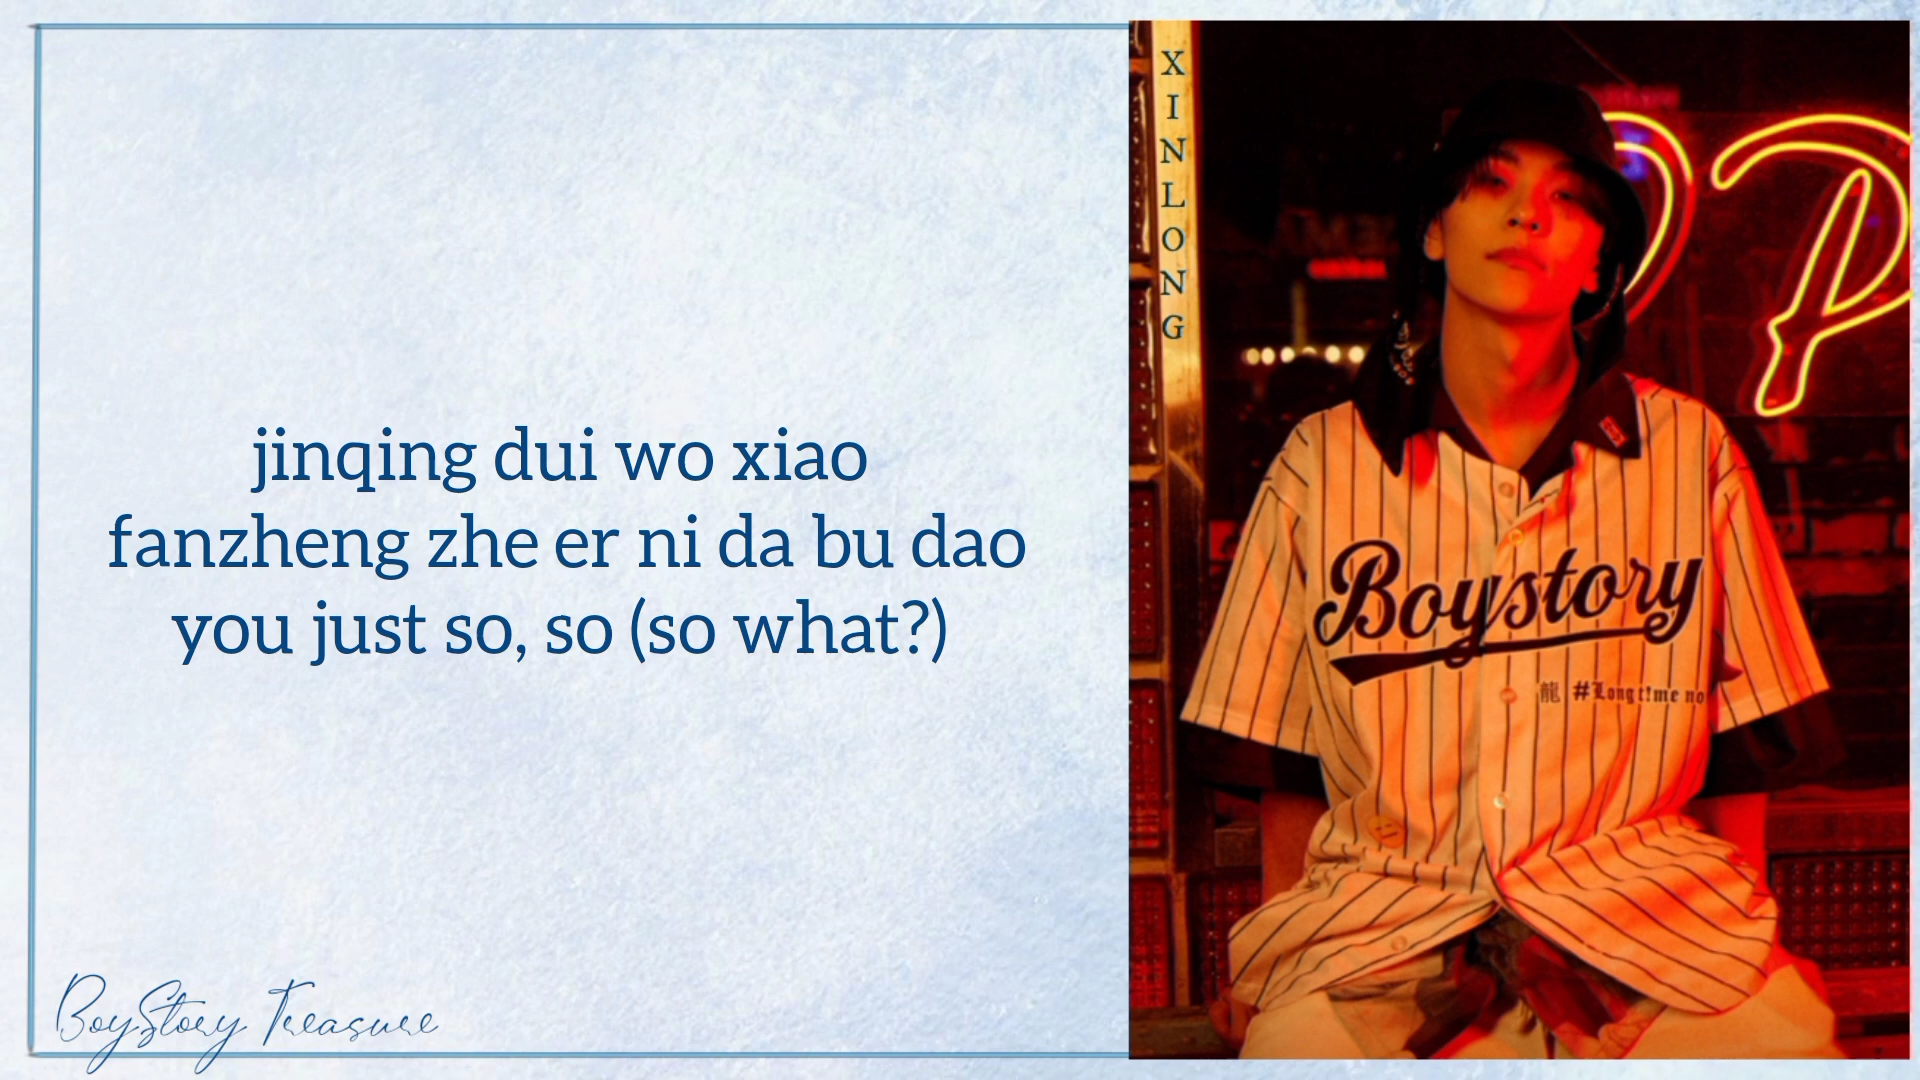 jinqing dui wo xiao
fanzheng zhe er ni da bu dao
you just so, so (so what?)
BoyStory Treasure
XINLONG
Boystory
龍 #Longt!me no